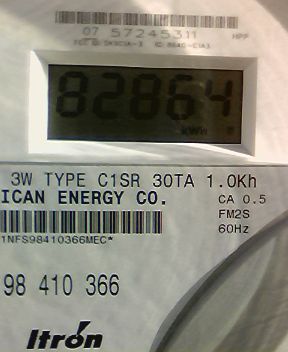 07 57245311
HPP
82864
kWh
3W TYPE C1SR 30TA 1.0Kh
ICAN ENERGY CO.
CA 0.5
FM2S
60Hz
1NFS98410366MEC*
98 410 366
Itron